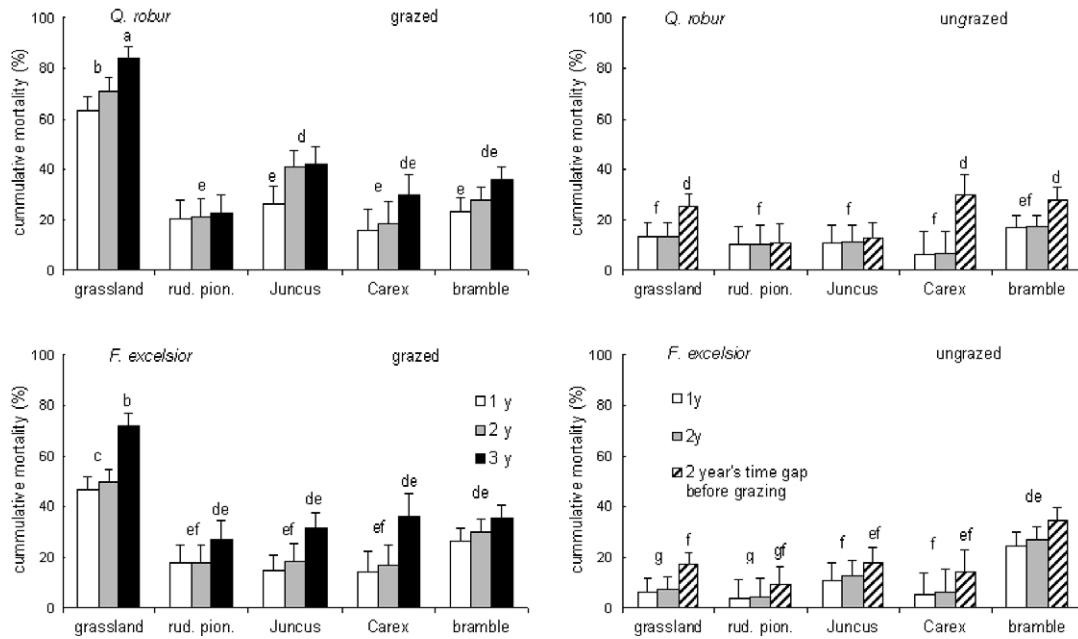 Q. robur grazed
cummulative mortality (%)
100
80
60
40
20
0
b a
e
e d
e de
e de
grassland rud. pion. Juncus Carex bramble
Q. robur ungrazed
cummulative mortality (%)
100
80
60
40
20
0
f d
f
f
f d
ef d
grassland rud. pion. Juncus Carex bramble
F. excelsior grazed
cummulative mortality (%)
100
80
60
40
20
0
1 y
2 y
3 y
c b
ef de
ef de
ef de
de
grassland rud. pion. Juncus Carex bramble
F. excelsior ungrazed
cummulative mortality (%)
100
80
60
40
20
0
1y
2y
2 year's time gap
before grazing
g f
g gf
f ef
f ef
de
grassland rud. pion. Juncus Carex bramble